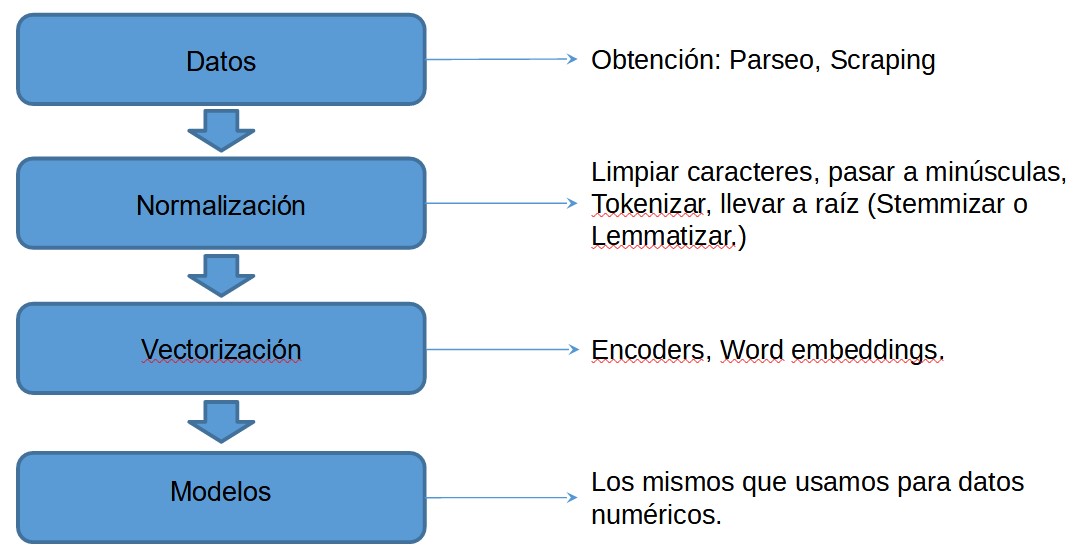 Datos
Obtención: Parseo, Scraping
Normalización
Limpiar caracteres, pasar a minúsculas,
Tokenizar, llevar a raíz (Stemmizar o
Lemmatizar.)
Vectorización
Encoders, Word embeddings.
Modelos
Los mismos que usamos para datos
numéricos.